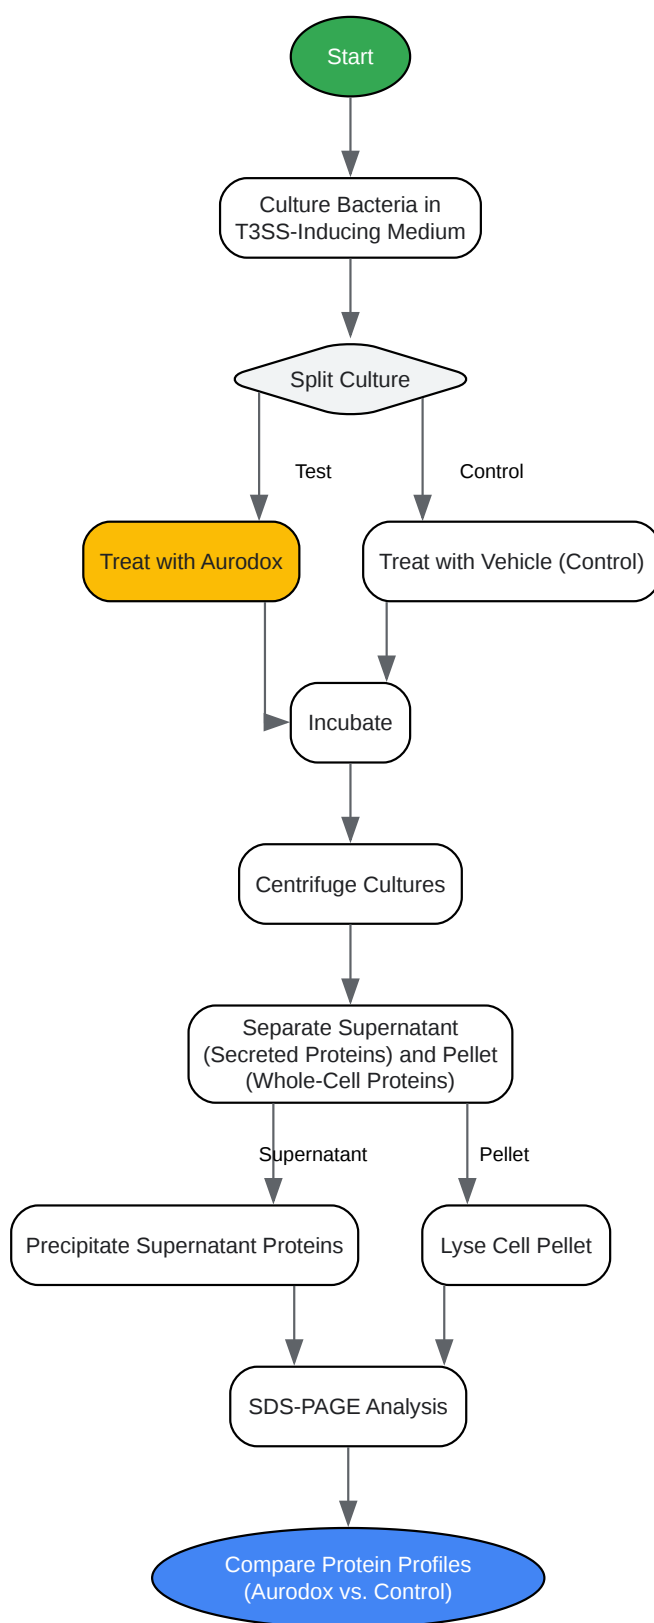 Start
Culture Bacteria in
T3SS-Inducing Medium
Split Culture
Test
Control
Treat with Aurodox
Treat with Vehicle (Control)
Incubate
Centrifuge Cultures
Separate Supernatant
(Secreted Proteins) and Pellet
(Whole-Cell Proteins)
Supernatant
Pellet
Precipitate Supernatant Proteins
Lyse Cell Pellet
SDS-PAGE Analysis
Compare Protein Profiles
(Aurodox vs. Control)